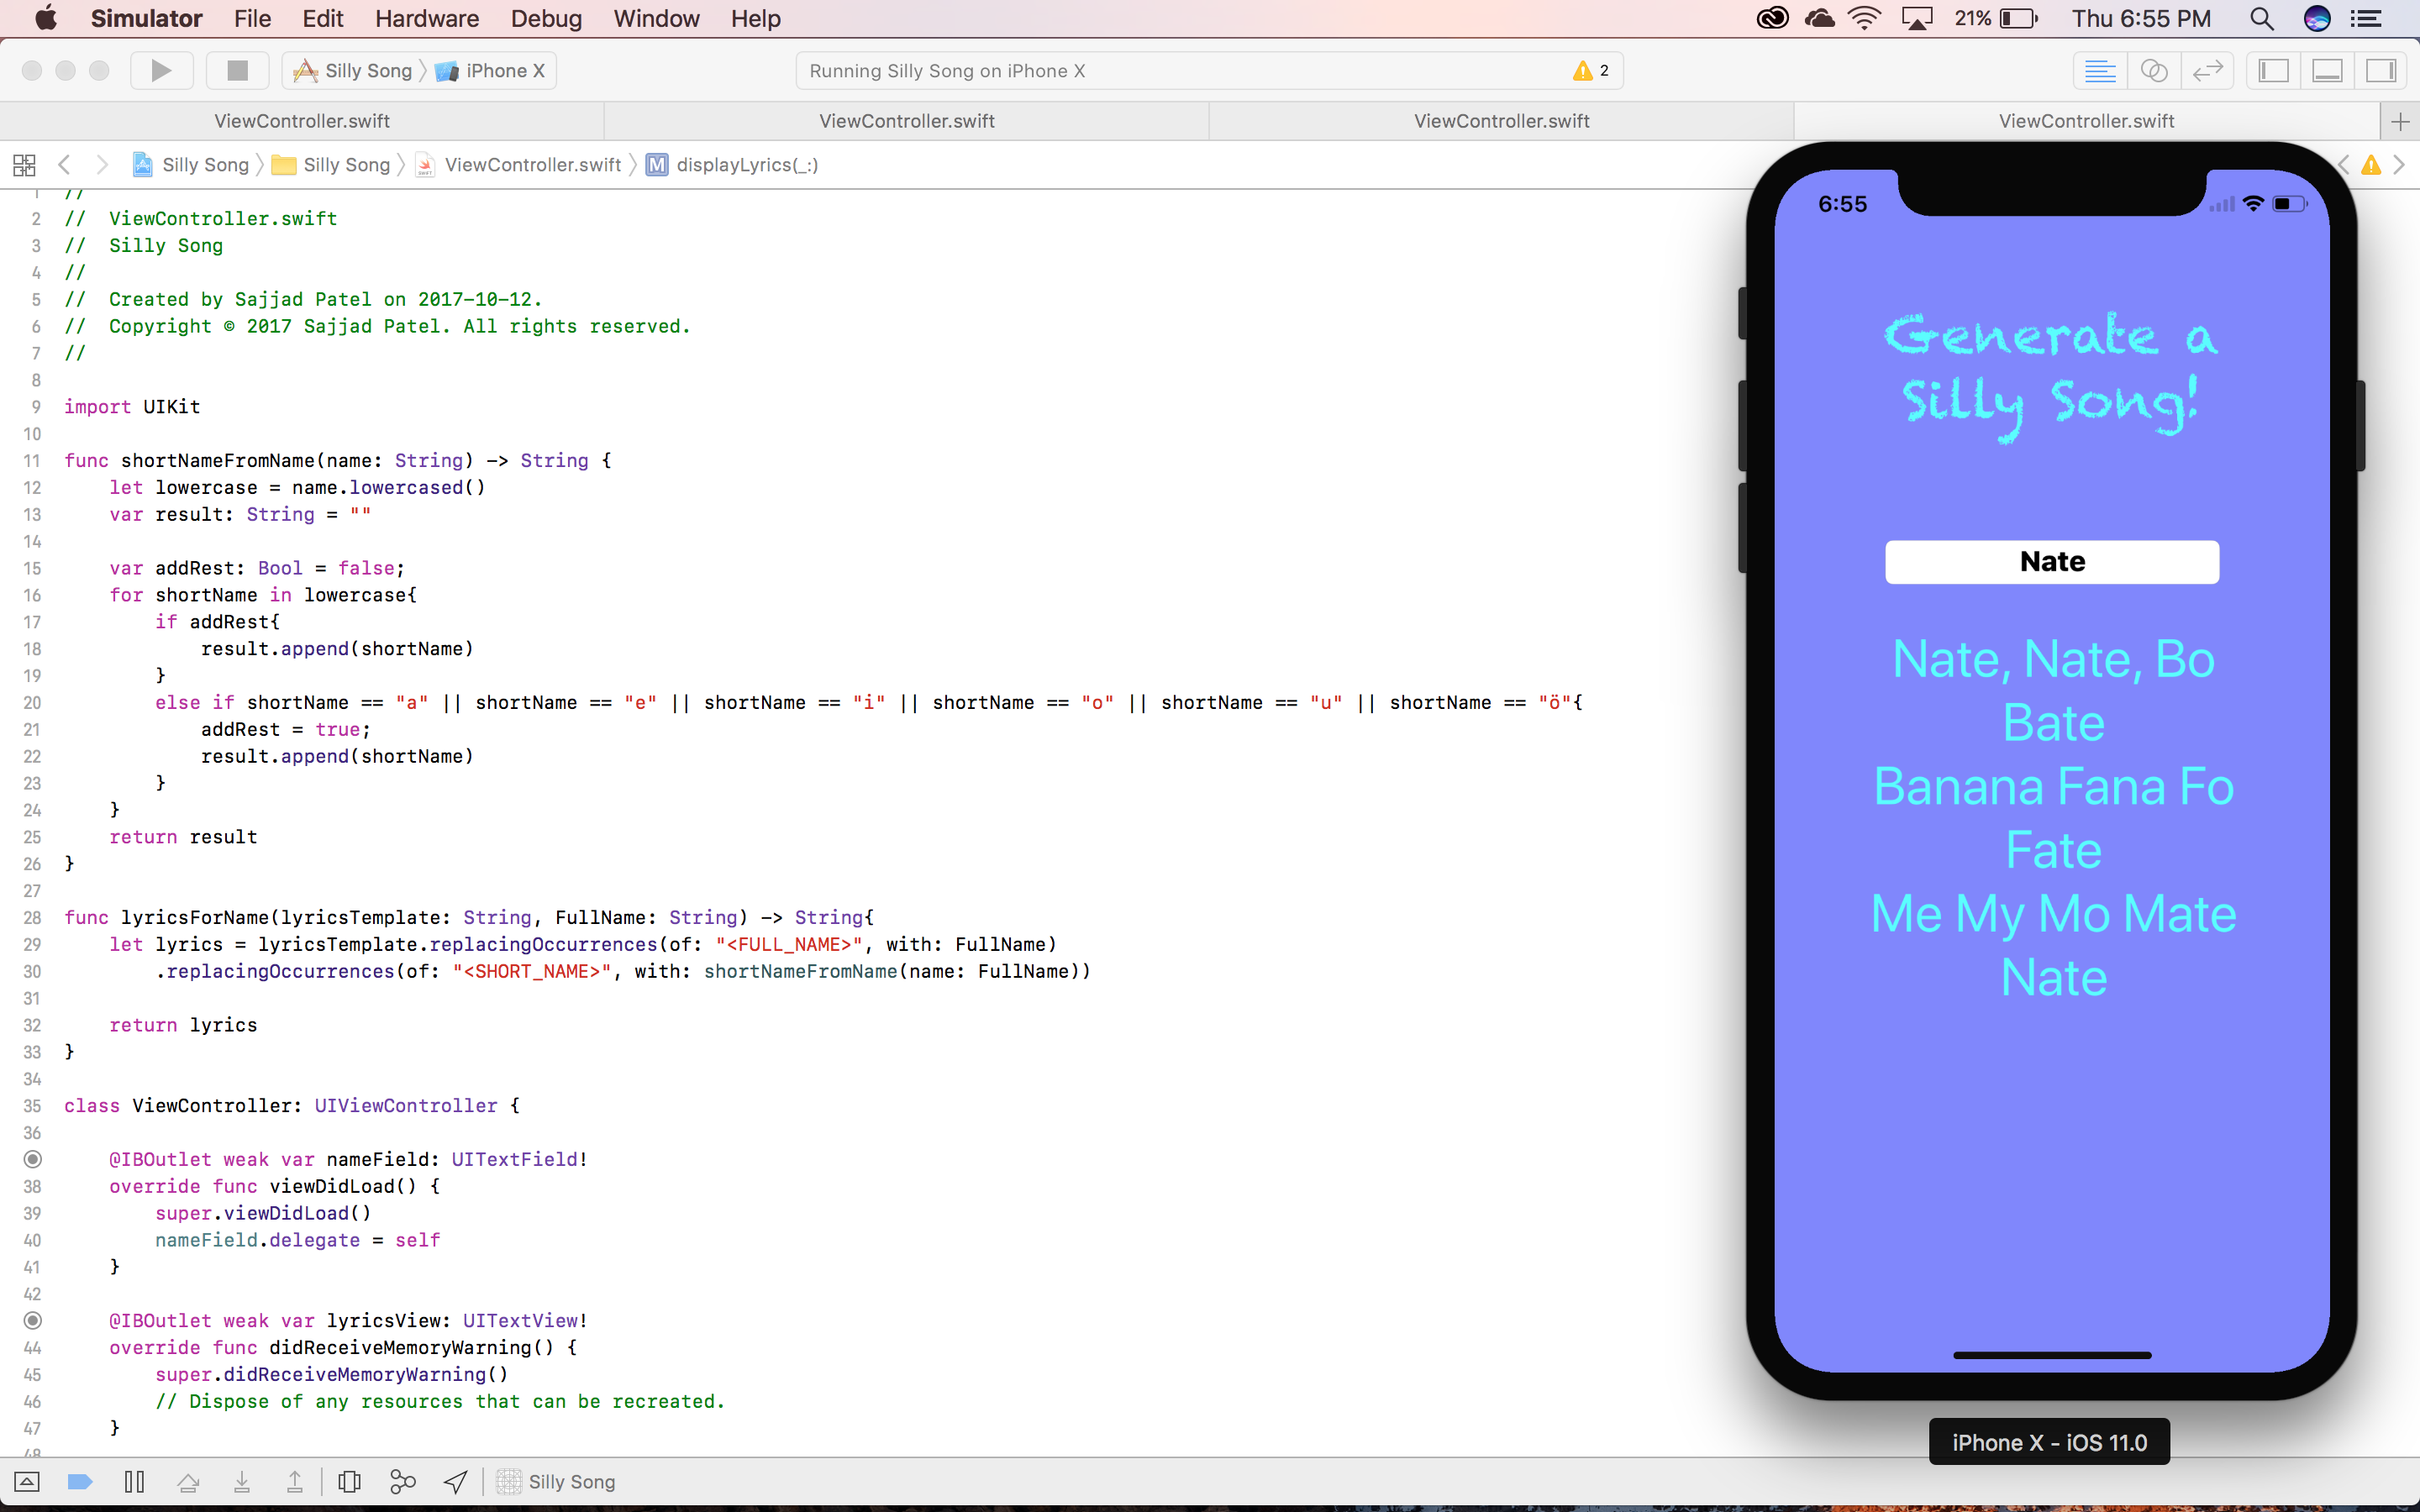 Simulator File Edit Hardware Debug Window Help 21% Thu 6:55 PM
Silly Song iPhone X Running Silly Song on iPhone X 2
ViewController.swift ViewController.swift ViewController.swift ViewController.swift
Silly Song Silly Song ViewController.swift M displayLyrics(_:)
1 //
2 //  ViewController.swift
3 //  Silly Song
4 //
5 //  Created by Sajjad Patel on 2017-10-12.
6 //  Copyright © 2017 Sajjad Patel. All rights reserved.
7 //
8
9 import UIKit
10
11 func shortNameFromName(name: String) -> String {
12     let lowercase = name.lowercased()
13     var result: String = ""
14
15     var addRest: Bool = false;
16     for shortName in lowercase{
17         if addRest{
18             result.append(shortName)
19         }
20         else if shortName == "a" || shortName == "e" || shortName == "i" || shortName == "o" || shortName == "u" || shortName == "ö"{
21             addRest = true;
22             result.append(shortName)
23         }
24     }
25     return result
26 }
27
28 func lyricsForName(lyricsTemplate: String, FullName: String) -> String{
29     let lyrics = lyricsTemplate.replacingOccurrences(of: "<FULL_NAME>", with: FullName)
30         .replacingOccurrences(of: "<SHORT_NAME>", with: shortNameFromName(name: FullName))
31
32     return lyrics
33 }
34
35 class ViewController: UIViewController {
36
@IBOutlet weak var nameField: UITextField!
38     override func viewDidLoad() {
39         super.viewDidLoad()
40         nameField.delegate = self
41     }
42
@IBOutlet weak var lyricsView: UITextView!
44     override func didReceiveMemoryWarning() {
45         super.didReceiveMemoryWarning()
46         // Dispose of any resources that can be recreated.
47     }
48
Silly Song
6:55
Generate a
Silly Song!
Nate
Nate, Nate, Bo
Bate
Banana Fana Fo
Fate
Me My Mo Mate
Nate
iPhone X - iOS 11.0